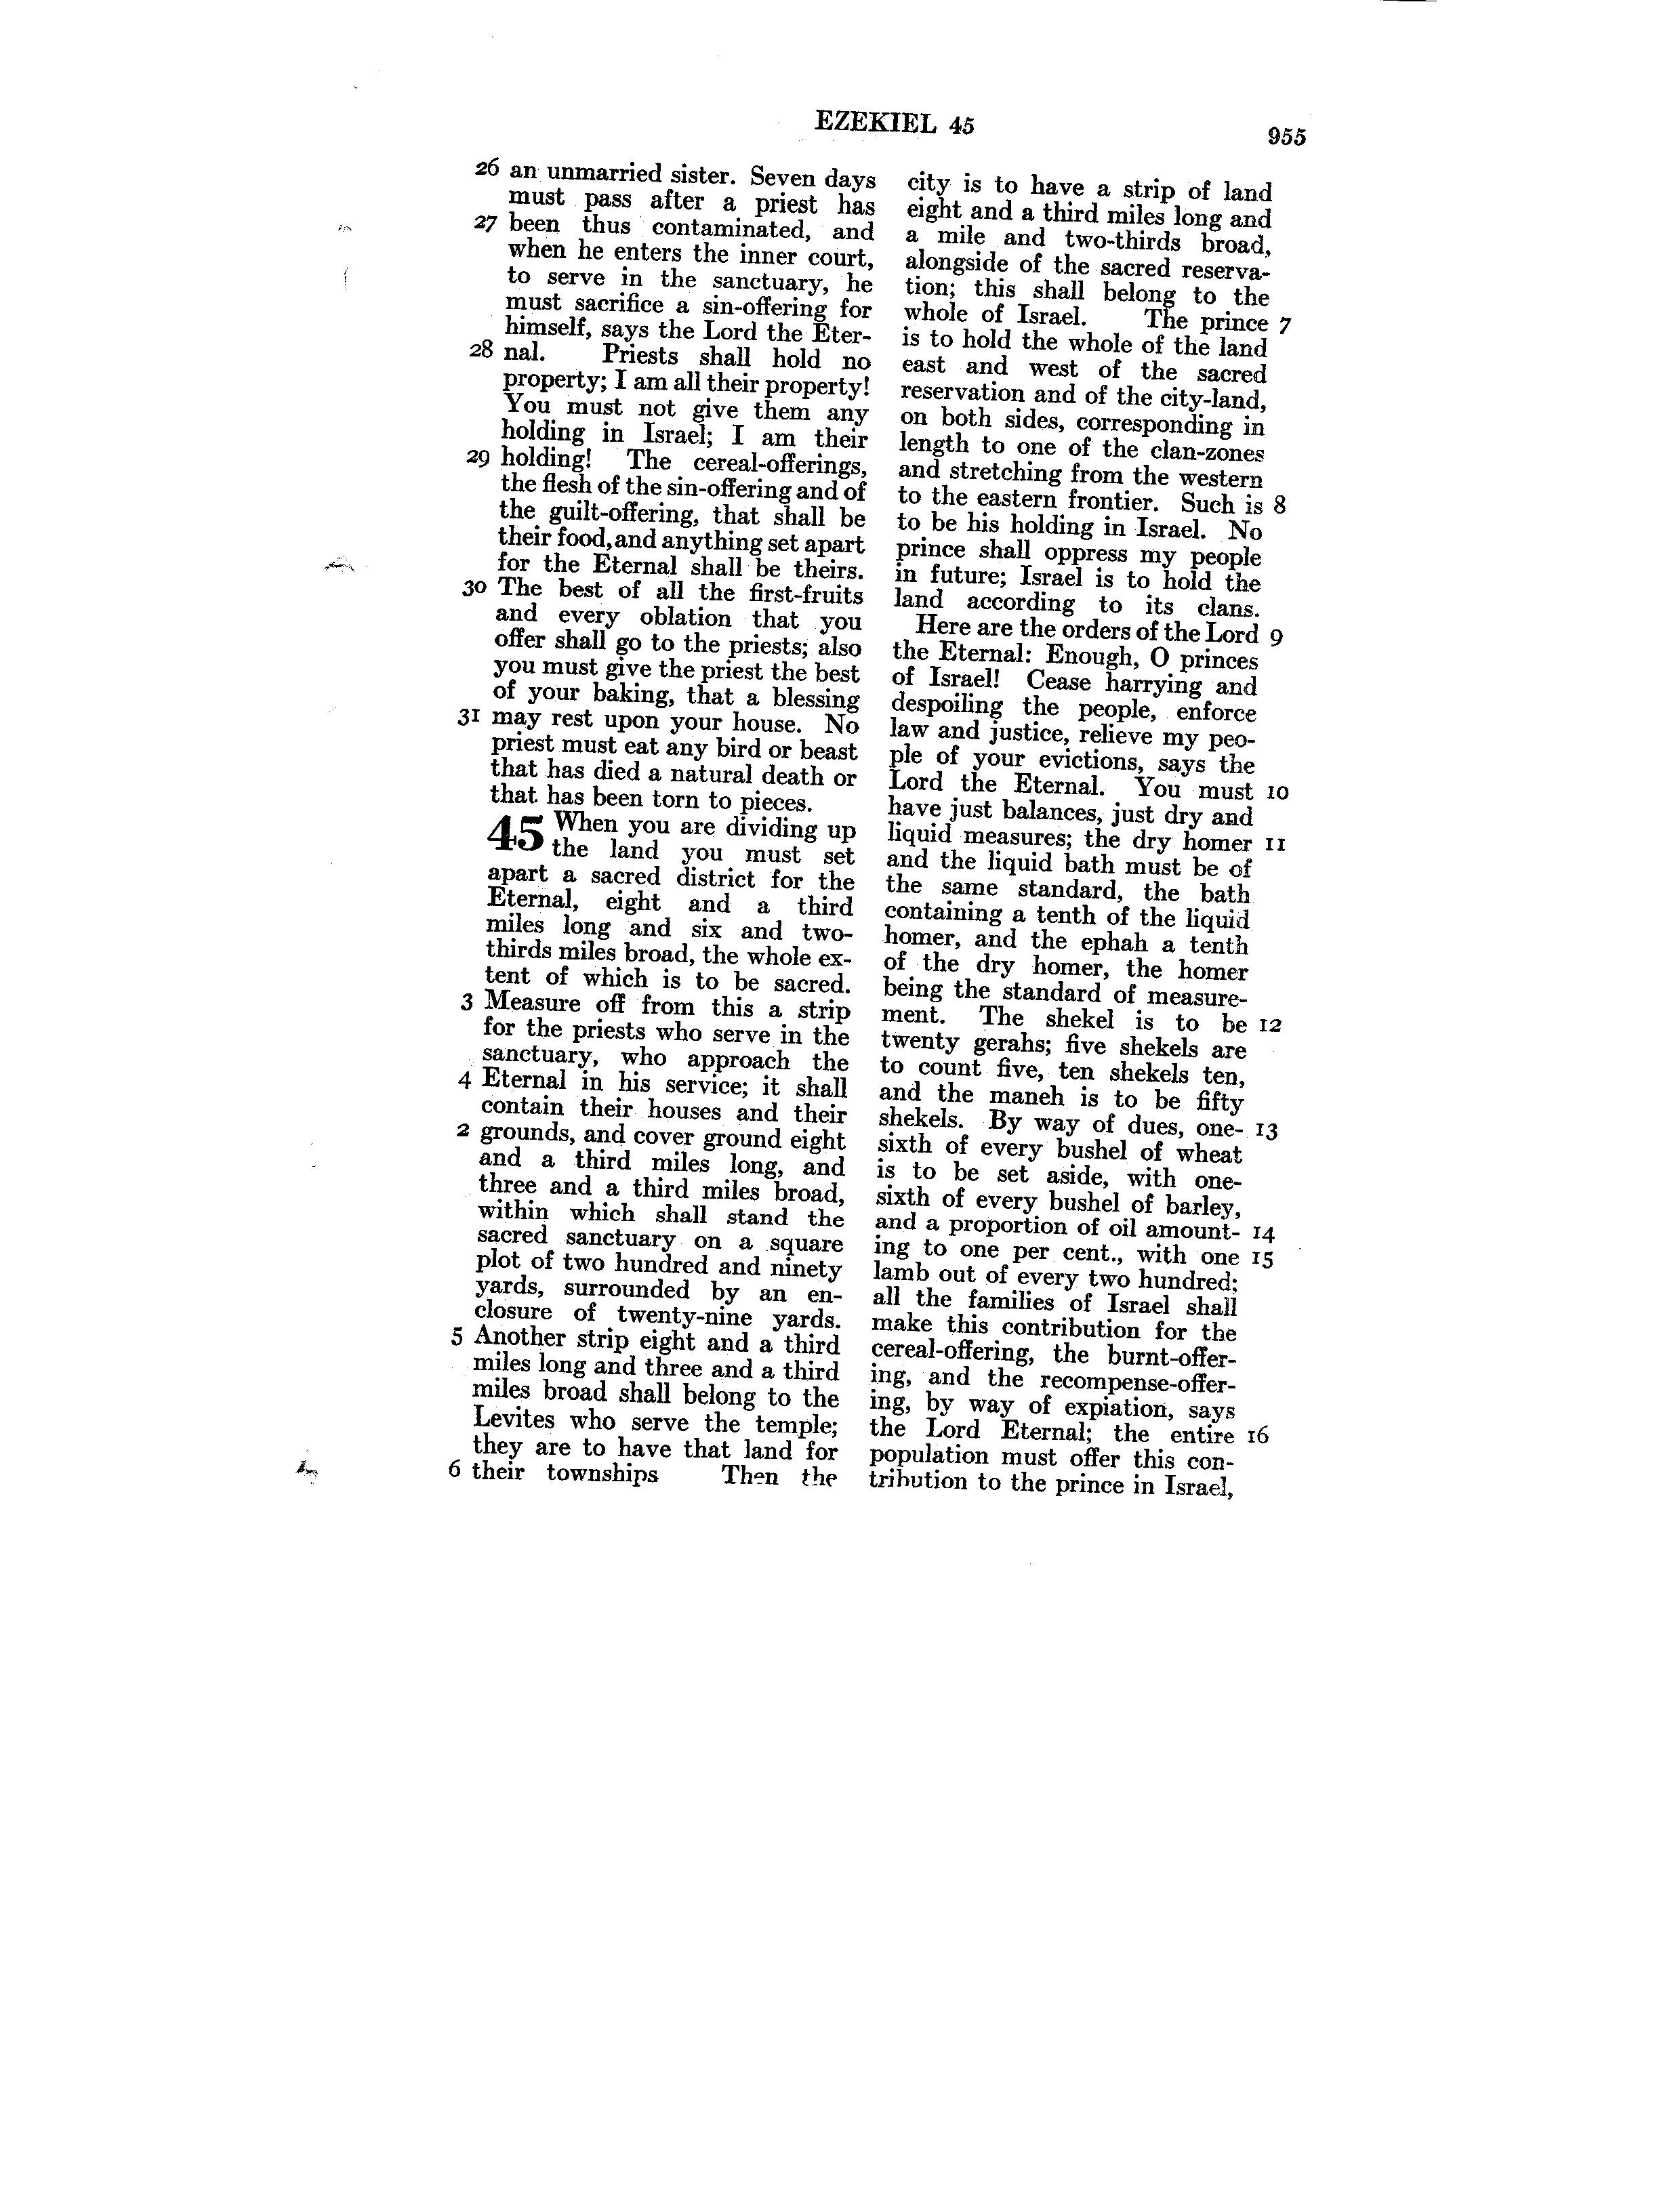 EZEKIEL 45
955
26 an unmarried sister. Seven days
must pass after a priest has
27 been thus contaminated, and
when he enters the inner court,
to serve in the sanctuary, he
must sacrifice a sin-offering for
himself, says the Lord the Eter-
28 nal. Priests shall hold no
property; I am all their property!
You must not give them any
holding in Israel; I am their
29 holding! The cereal-offerings,
the flesh of the sin-offering and of
the guilt-offering, that shall be
their food, and anything set apart
for the Eternal shall be theirs.
30 The best of all the first-fruits
and every oblation that you
offer shall go to the priests; also
you must give the priest the best
of your baking, that a blessing
31 may rest upon your house. No
priest must eat any bird or beast
that has died a natural death or
that has been torn to pieces.
45 When you are dividing up
the land you must set
apart a sacred district for the
Eternal, eight and a third
miles long and six and two-
thirds miles broad, the whole ex-
tent of which is to be sacred.
3 Measure off from this a strip
for the priests who serve in the
sanctuary, who approach the
4 Eternal in his service; it shall
contain their houses and their
2 grounds, and cover ground eight
and a third miles long, and
three and a third miles broad,
within which shall stand the
sacred sanctuary on a square
plot of two hundred and ninety
yards, surrounded by an en-
closure of twenty-nine yards.
5 Another strip eight and a third
miles long and three and a third
miles broad shall belong to the
Levites who serve the temple;
they are to have that land for
6 their townships Then the
city is to have a strip of land
eight and a third miles long and
a mile and two-thirds broad,
alongside of the sacred reserva-
tion; this shall belong to the
whole of Israel. The prince 7
is to hold the whole of the land
east and west of the sacred
reservation and of the city-land,
on both sides, corresponding in
length to one of the clan-zones
and stretching from the western
to the eastern frontier. Such is 8
to be his holding in Israel. No
prince shall oppress my people
in future; Israel is to hold the
land according to its clans.
Here are the orders of the Lord 9
the Eternal: Enough, O princes
of Israel! Cease harrying and
despoiling the people, enforce
law and justice, relieve my peo-
ple of your evictions, says the
Lord the Eternal. You must 10
have just balances, just dry and
liquid measures; the dry homer 11
and the liquid bath must be of
the same standard, the bath
containing a tenth of the liquid
homer, and the ephah a tenth
of the dry homer, the homer
being the standard of measure-
ment. The shekel is to be 12
twenty gerahs; five shekels are
to count five, ten shekels ten,
and the maneh is to be fifty
shekels. By way of dues, one- 13
sixth of every bushel of wheat
is to be set aside, with one-
sixth of every bushel of barley,
and a proportion of oil amount- 14
ing to one per cent., with one 15
lamb out of every two hundred;
all the families of Israel shall
make this contribution for the
cereal-offering, the burnt-offer-
ing, and the recompense-offer-
ing, by way of expiation, says
the Lord Eternal; the entire 16
population must offer this con-
tribution to the prince in Israel,